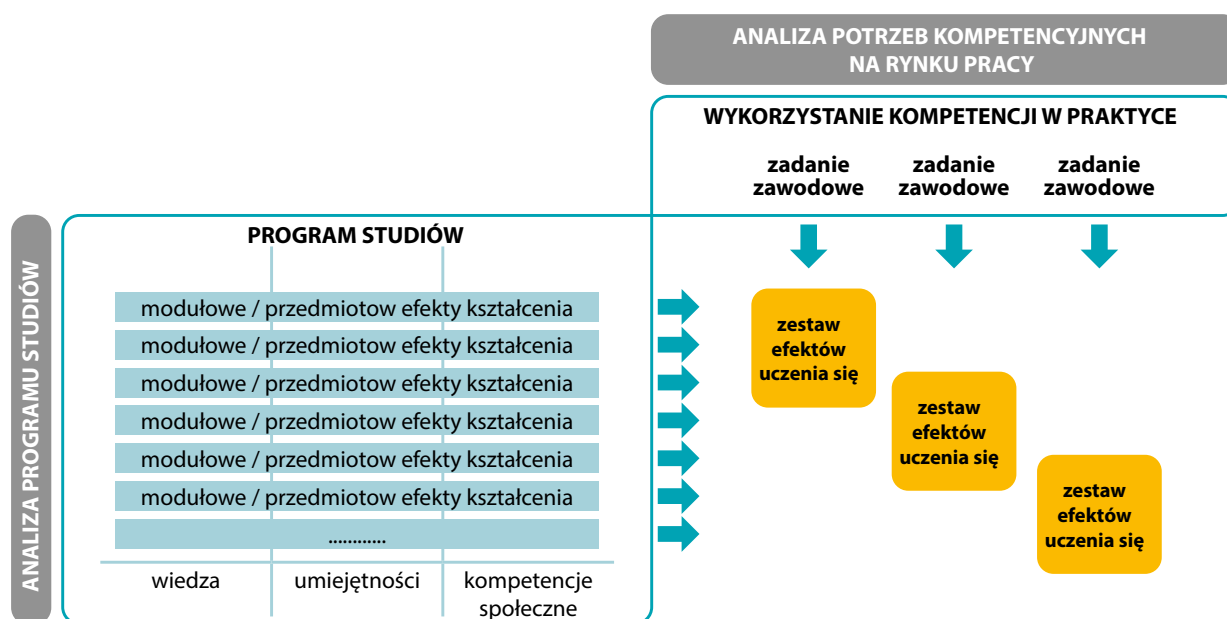 ANALIZA POTRZEB KOMPETENCYJNYCH
NA RYNKU PRACY
WYKORZYSTANIE KOMPETENCJI W PRAKTYCE
zadanie
zawodowe
zadanie
zawodowe
zadanie
zawodowe
ANALIZA PROGRAMU STUDIÓW
PROGRAM STUDIÓW
modułowe / przedmiotow efekty kształcenia
modułowe / przedmiotow efekty kształcenia
modułowe / przedmiotow efekty kształcenia
modułowe / przedmiotow efekty kształcenia
modułowe / przedmiotow efekty kształcenia
modułowe / przedmiotow efekty kształcenia
............
wiedza
umiejętności
kompetencje
społeczne
zestaw
efektów
uczenia się
zestaw
efektów
uczenia się
zestaw
efektów
uczenia się